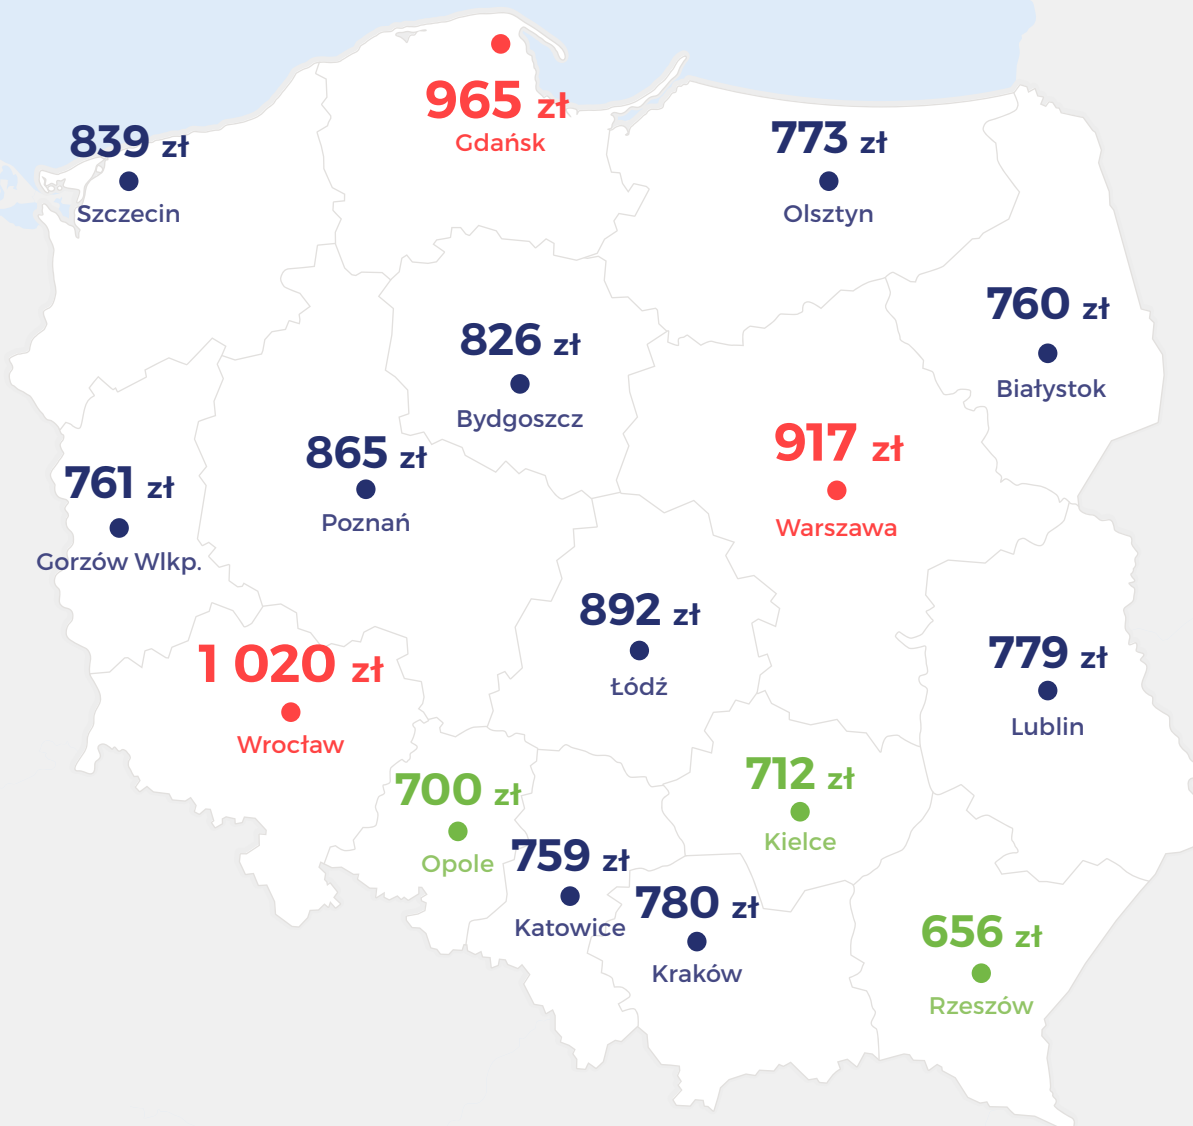 965 zł
Gdańsk
839 zł
Szczecin
773 zł
Olsztyn
760 zł
Białystok
826 zł
Bydgoszcz
865 zł
Poznań
917 zł
Warszawa
761 zł
Gorzów Wlkp.
892 zł
Łódź
1 020 zł
Wrocław
779 zł
Lublin
700 zł
Opole
712 zł
Kielce
759 zł
Katowice
780 zł
Kraków
656 zł
Rzeszów